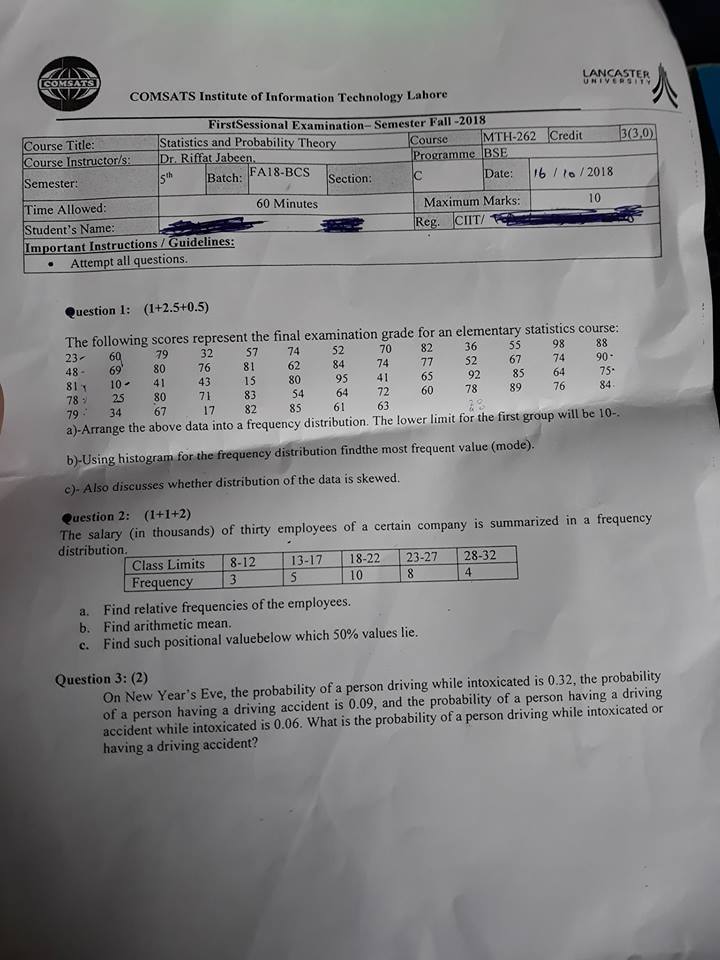 COMSATS
COMSATS Institute of Information Technology Lahore
LANCASTER
UNIVERSITY
FirstSessional Examination– Semester Fall -2018
Course Title: Statistics and Probability Theory Course MTH-262 Credit 3(3,0)
Course Instructor/s: Dr. Riffat Jabeen. Programme BSE
Semester: 5th Batch: FA18-BCS Section: C Date: 16 / 10 / 2018
Time Allowed: 60 Minutes Maximum Marks: 10
Student's Name: Reg. CIIT/
Important Instructions / Guidelines:
• Attempt all questions.
Question 1: (1+2.5+0.5)
The following scores represent the final examination grade for an elementary statistics course:
23 60 79 32 57 74 52 70 82 36 55 98 88
48 69 80 76 81 62 84 74 77 52 67 74 90
81 10 41 43 15 80 95 41 65 92 85 64 75
78 25 80 71 83 54 64 72 60 78 89 76 84
79 34 67 17 82 85 61 63
a)-Arrange the above data into a frequency distribution. The lower limit for the first group will be 10-.
b)-Using histogram for the frequency distribution findthe most frequent value (mode).
c)- Also discusses whether distribution of the data is skewed.
Question 2: (1+1+2)
The salary (in thousands) of thirty employees of a certain company is summarized in a frequency
distribution.
Class Limits 8-12 13-17 18-22 23-27 28-32
Frequency 3 5 10 8 4
a. Find relative frequencies of the employees.
b. Find arithmetic mean.
c. Find such positional valuebelow which 50% values lie.
Question 3: (2)
On New Year's Eve, the probability of a person driving while intoxicated is 0.32, the probability
of a person having a driving accident is 0.09, and the probability of a person having a driving
accident while intoxicated is 0.06. What is the probability of a person driving while intoxicated or
having a driving accident?